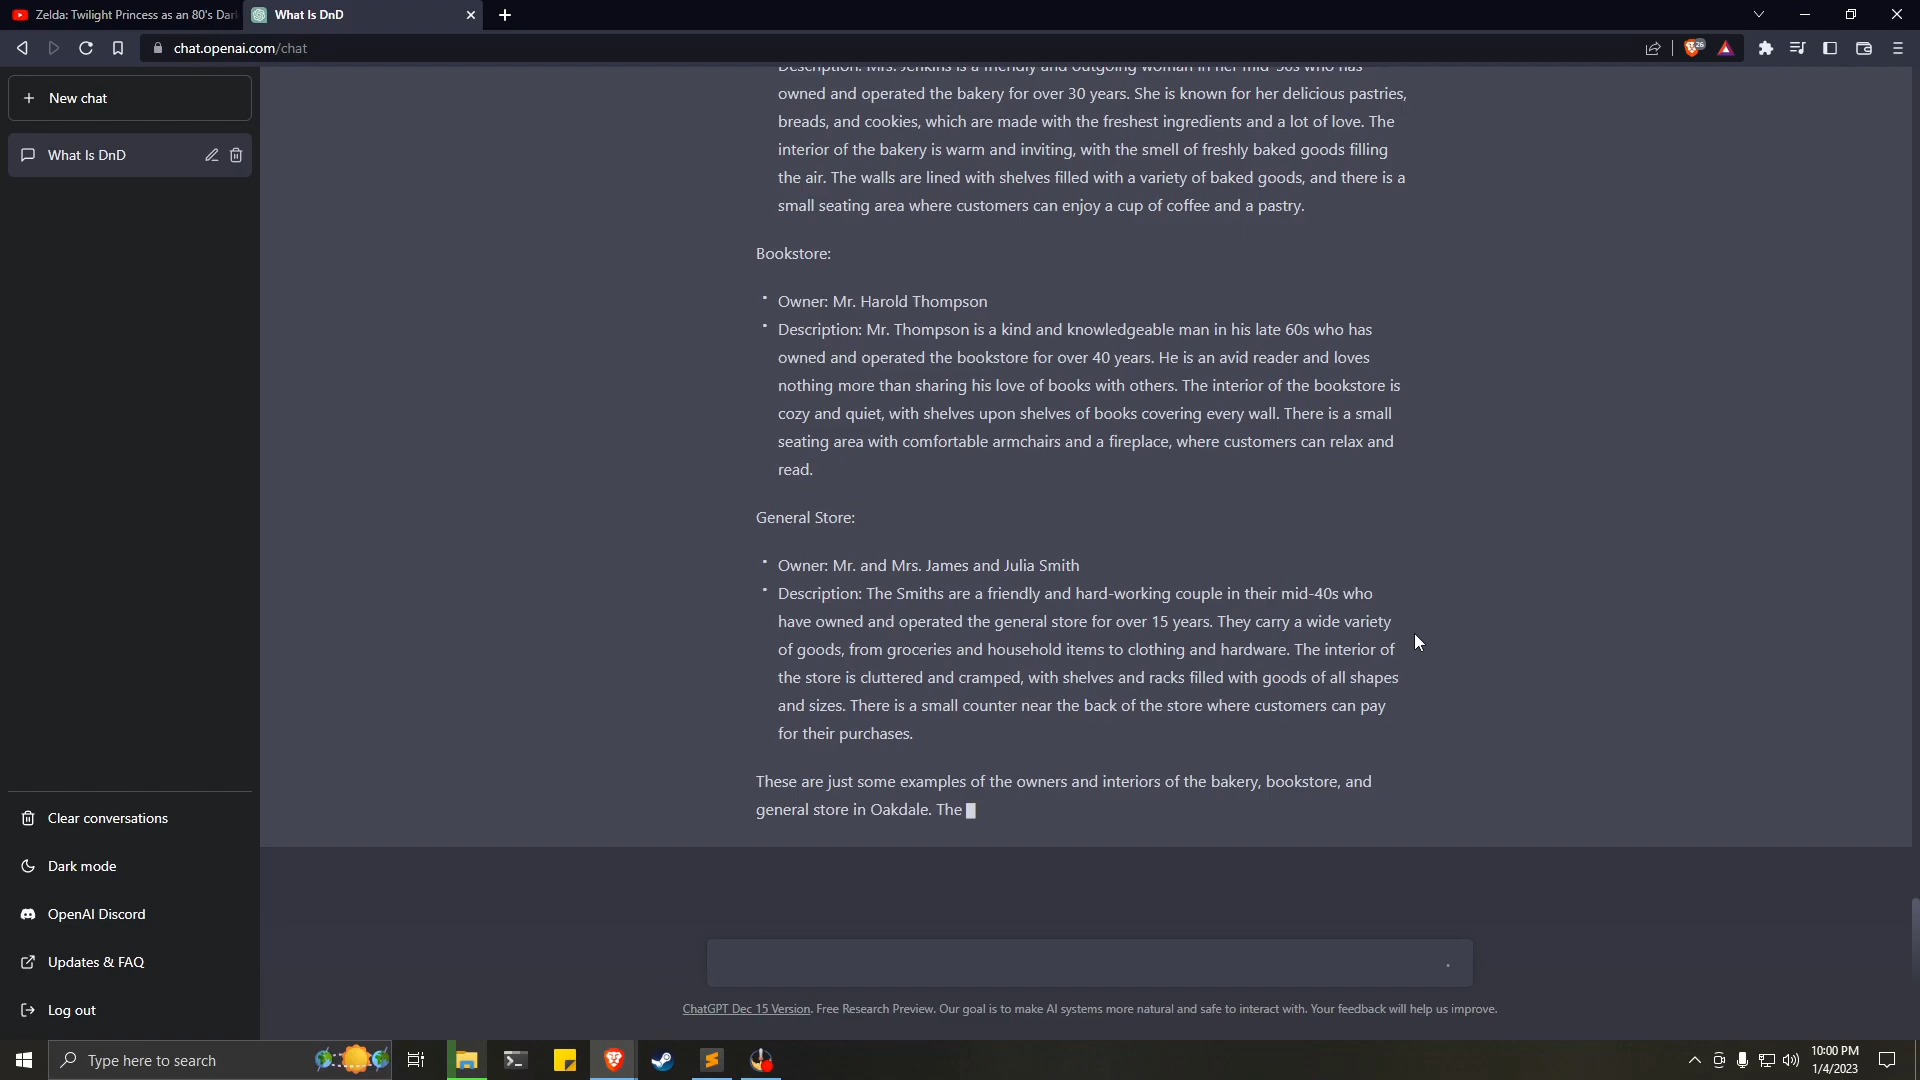 Zelda: Twilight Princess as an 80's Dar
What Is DnD
chat.openai.com/chat
26
New chat
What Is DnD
Description: Mrs. Jenkins is a friendly and outgoing woman in her mid-50s who has
owned and operated the bakery for over 30 years. She is known for her delicious pastries,
breads, and cookies, which are made with the freshest ingredients and a lot of love. The
interior of the bakery is warm and inviting, with the smell of freshly baked goods filling
the air. The walls are lined with shelves filled with a variety of baked goods, and there is a
small seating area where customers can enjoy a cup of coffee and a pastry.
Bookstore:
• Owner: Mr. Harold Thompson
• Description: Mr. Thompson is a kind and knowledgeable man in his late 60s who has
owned and operated the bookstore for over 40 years. He is an avid reader and loves
nothing more than sharing his love of books with others. The interior of the bookstore is
cozy and quiet, with shelves upon shelves of books covering every wall. There is a small
seating area with comfortable armchairs and a fireplace, where customers can relax and
read.
General Store:
• Owner: Mr. and Mrs. James and Julia Smith
• Description: The Smiths are a friendly and hard-working couple in their mid-40s who
have owned and operated the general store for over 15 years. They carry a wide variety
of goods, from groceries and household items to clothing and hardware. The interior of
the store is cluttered and cramped, with shelves and racks filled with goods of all shapes
and sizes. There is a small counter near the back of the store where customers can pay
for their purchases.
These are just some examples of the owners and interiors of the bakery, bookstore, and
general store in Oakdale. The
Clear conversations
Dark mode
OpenAI Discord
Updates & FAQ
Log out
ChatGPT Dec 15 Version. Free Research Preview. Our goal is to make AI systems more natural and safe to interact with. Your feedback will help us improve.
Type here to search
10:00 PM
1/4/2023